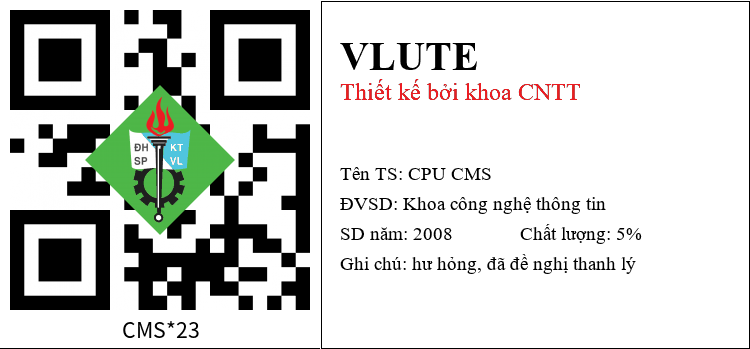 ĐH KT
SP VL
CMS*23
VLUTE
Thiết kế bởi khoa CNTT
Tên TS: CPU CMS
ĐVSD: Khoa công nghệ thông tin
SD năm: 2008 Chất lượng: 5%
Ghi chú: hư hỏng, đã đề nghị thanh lý